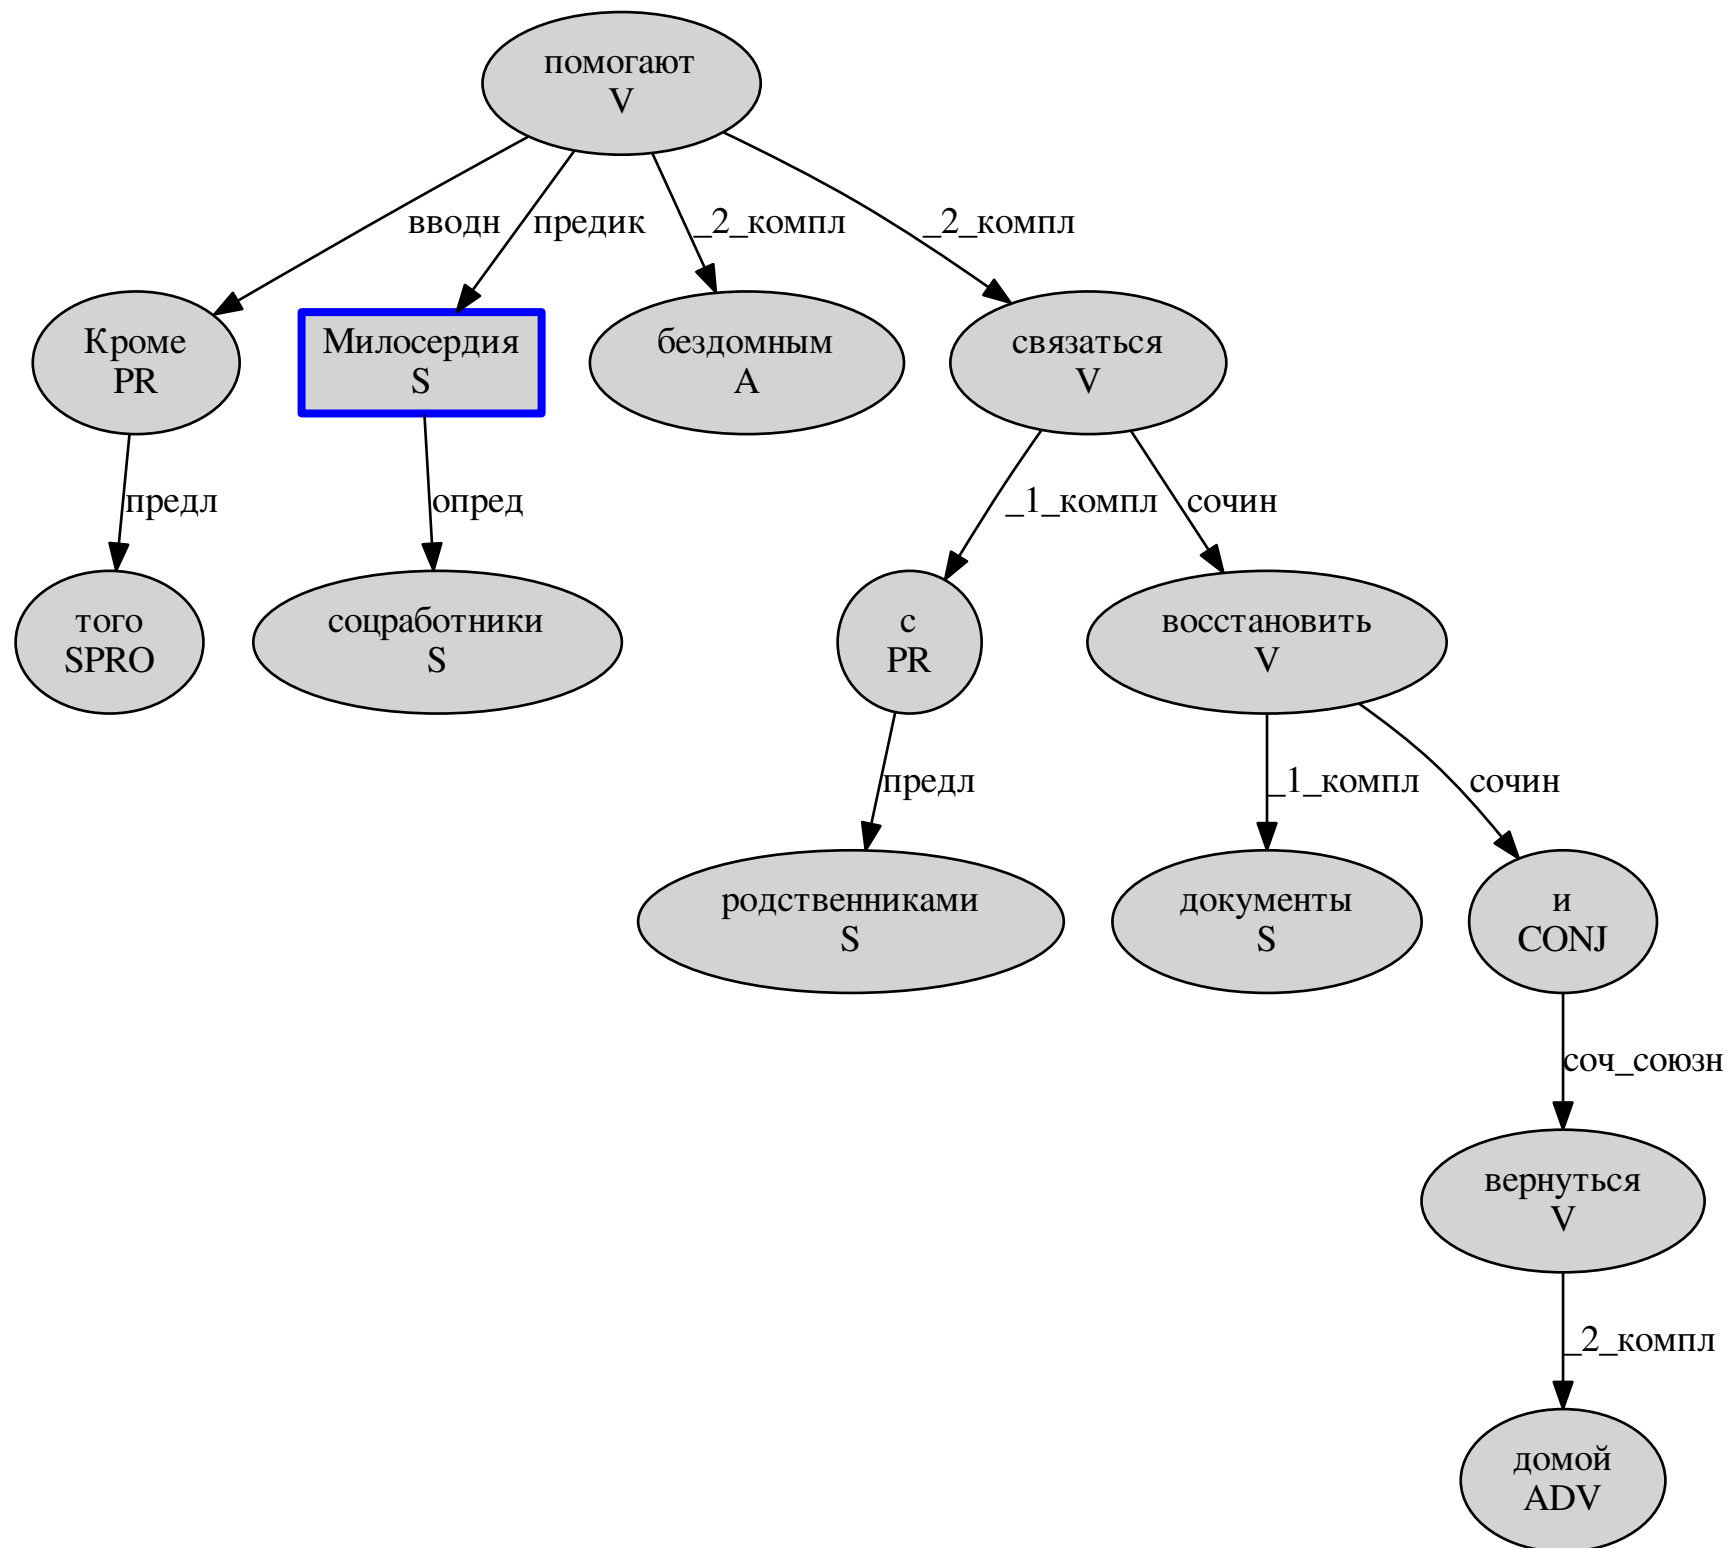 помогают
V
вводн
предик
_2_компл
_2_компл
Кроме
PR
Милосердия
S
бездомным
A
связаться
V
предл
опред
_1_компл
сочин
того
SPRO
соцработники
S
с
PR
восстановить
V
предл
_1_компл
сочин
родственниками
S
документы
S
и
CONJ
соч_союзн
вернуться
V
_2_компл
домой
ADV